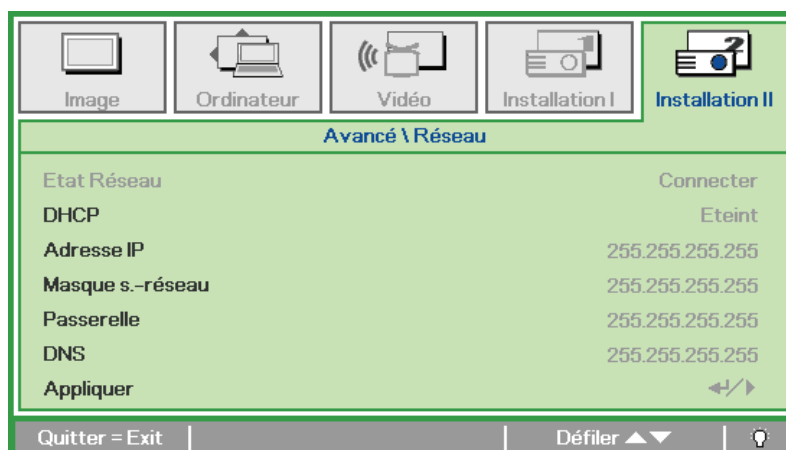 Image
Ordinateur
Vidéo
Installation I
Installation II
Avancé \ Réseau
Etat Réseau Connecter
DHCP Eteint
Adresse IP 255.255.255.255
Masque s.-réseau 255.255.255.255
Passerelle 255.255.255.255
DNS 255.255.255.255
Appliquer
Quitter = Exit Défiler